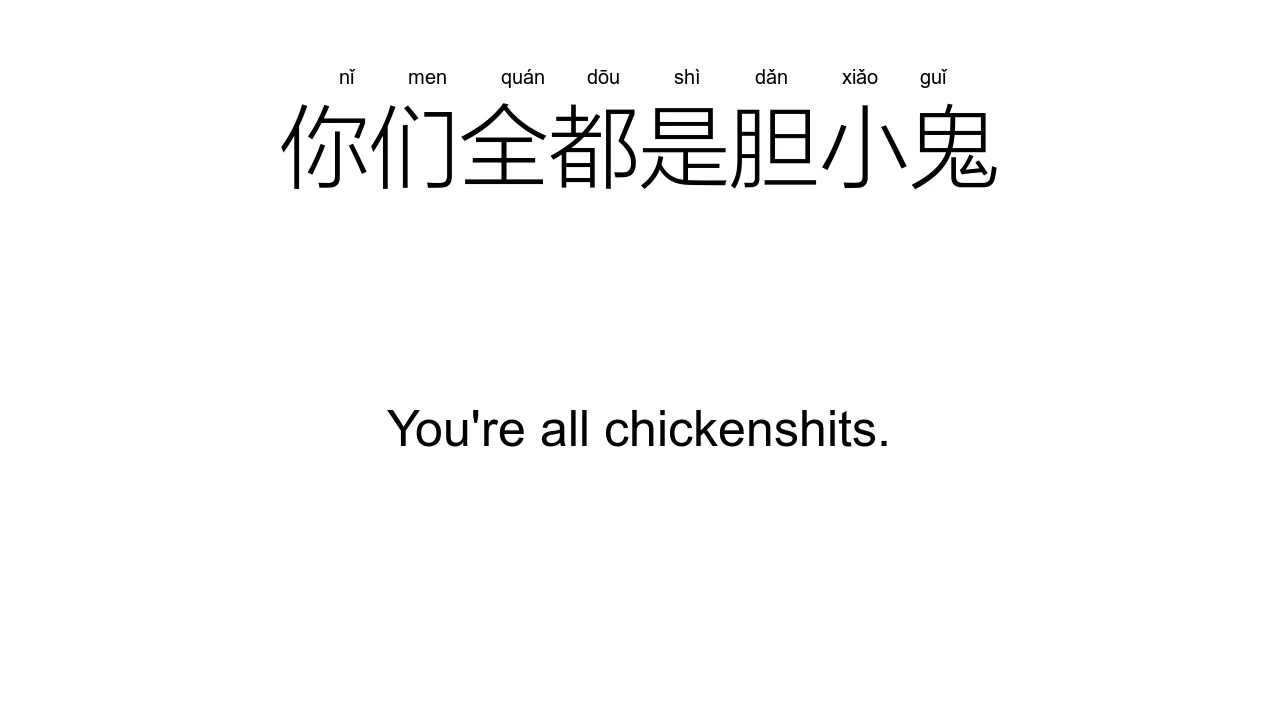 nǐ men quán dōu shì dǎn xiǎo guǐ
你们全都是胆小鬼
You're all chickenshits.